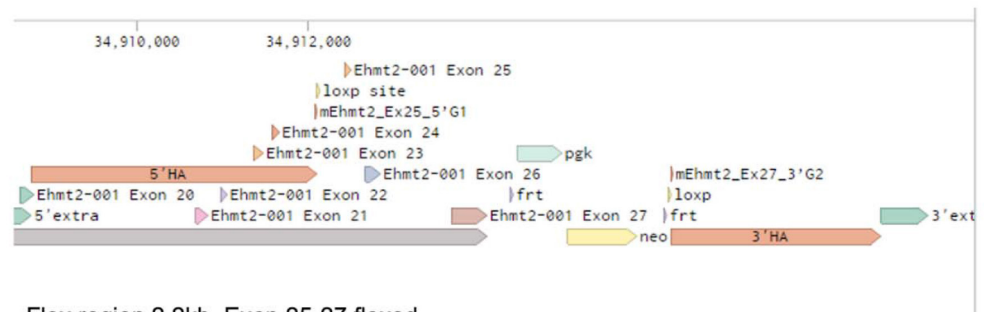 34,910,000 34,912,000
Ehmt2-001 Exon 25
loxp site
mEhmt2_Ex25_5'G1
Ehmt2-001 Exon 24
Ehmt2-001 Exon 23 pgk
5'HA Ehmt2-001 Exon 26 mEhmt2_Ex27_3'G2
Ehmt2-001 Exon 20 Ehmt2-001 Exon 22 frt loxp
5'extra Ehmt2-001 Exon 21 Ehmt2-001 Exon 27 frt 3'ext
neo 3'HA